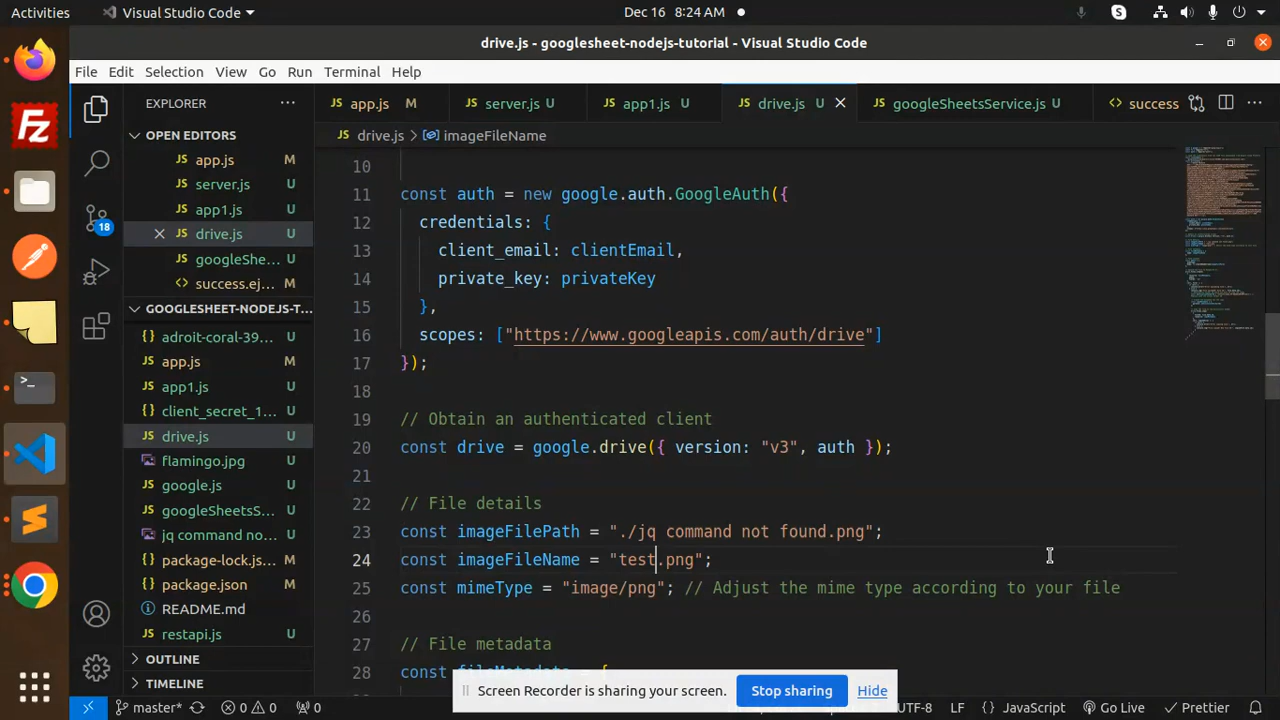 Activities
Visual Studio Code
Dec 16 8:24 AM
drive.js - googlesheet-nodejs-tutorial - Visual Studio Code
File Edit Selection View Go Run Terminal Help
EXPLORER
OPEN EDITORS
app.js M
server.js U
app1.js U
drive.js U
googleShe... U
success.ej... U
GOOGLESHEET-NODEJS-T...
adroit-coral-39... U
app.js M
app1.js U
client_secret_1... U
drive.js U
flamingo.jpg U
google.js U
googleSheetsS... U
jq command no... U
package-lock.js... M
package.json M
README.md
restapi.js U
OUTLINE
TIMELINE
18
app.js M
server.js U
app1.js U
drive.js U
googleSheetsService.js U
success
drive.js > imageFileName
10
11 const auth = new google.auth.GoogleAuth({
12 credentials: {
13 client_email: clientEmail,
14 private_key: privateKey
15 },
16 scopes: ["https://www.googleapis.com/auth/drive"]
17 });
18
19 // Obtain an authenticated client
20 const drive = google.drive({ version: "v3", auth });
21
22 // File details
23 const imageFilePath = "./jq command not found.png";
24 const imageFileName = "test.png";
25 const mimeType = "image/png"; // Adjust the mime type according to your file
26
27 // File metadata
28 const fileMetadata = {
Screen Recorder is sharing your screen. Stop sharing Hide
master 0 0 0 UTF-8 LF {} JavaScript Go Live Prettier